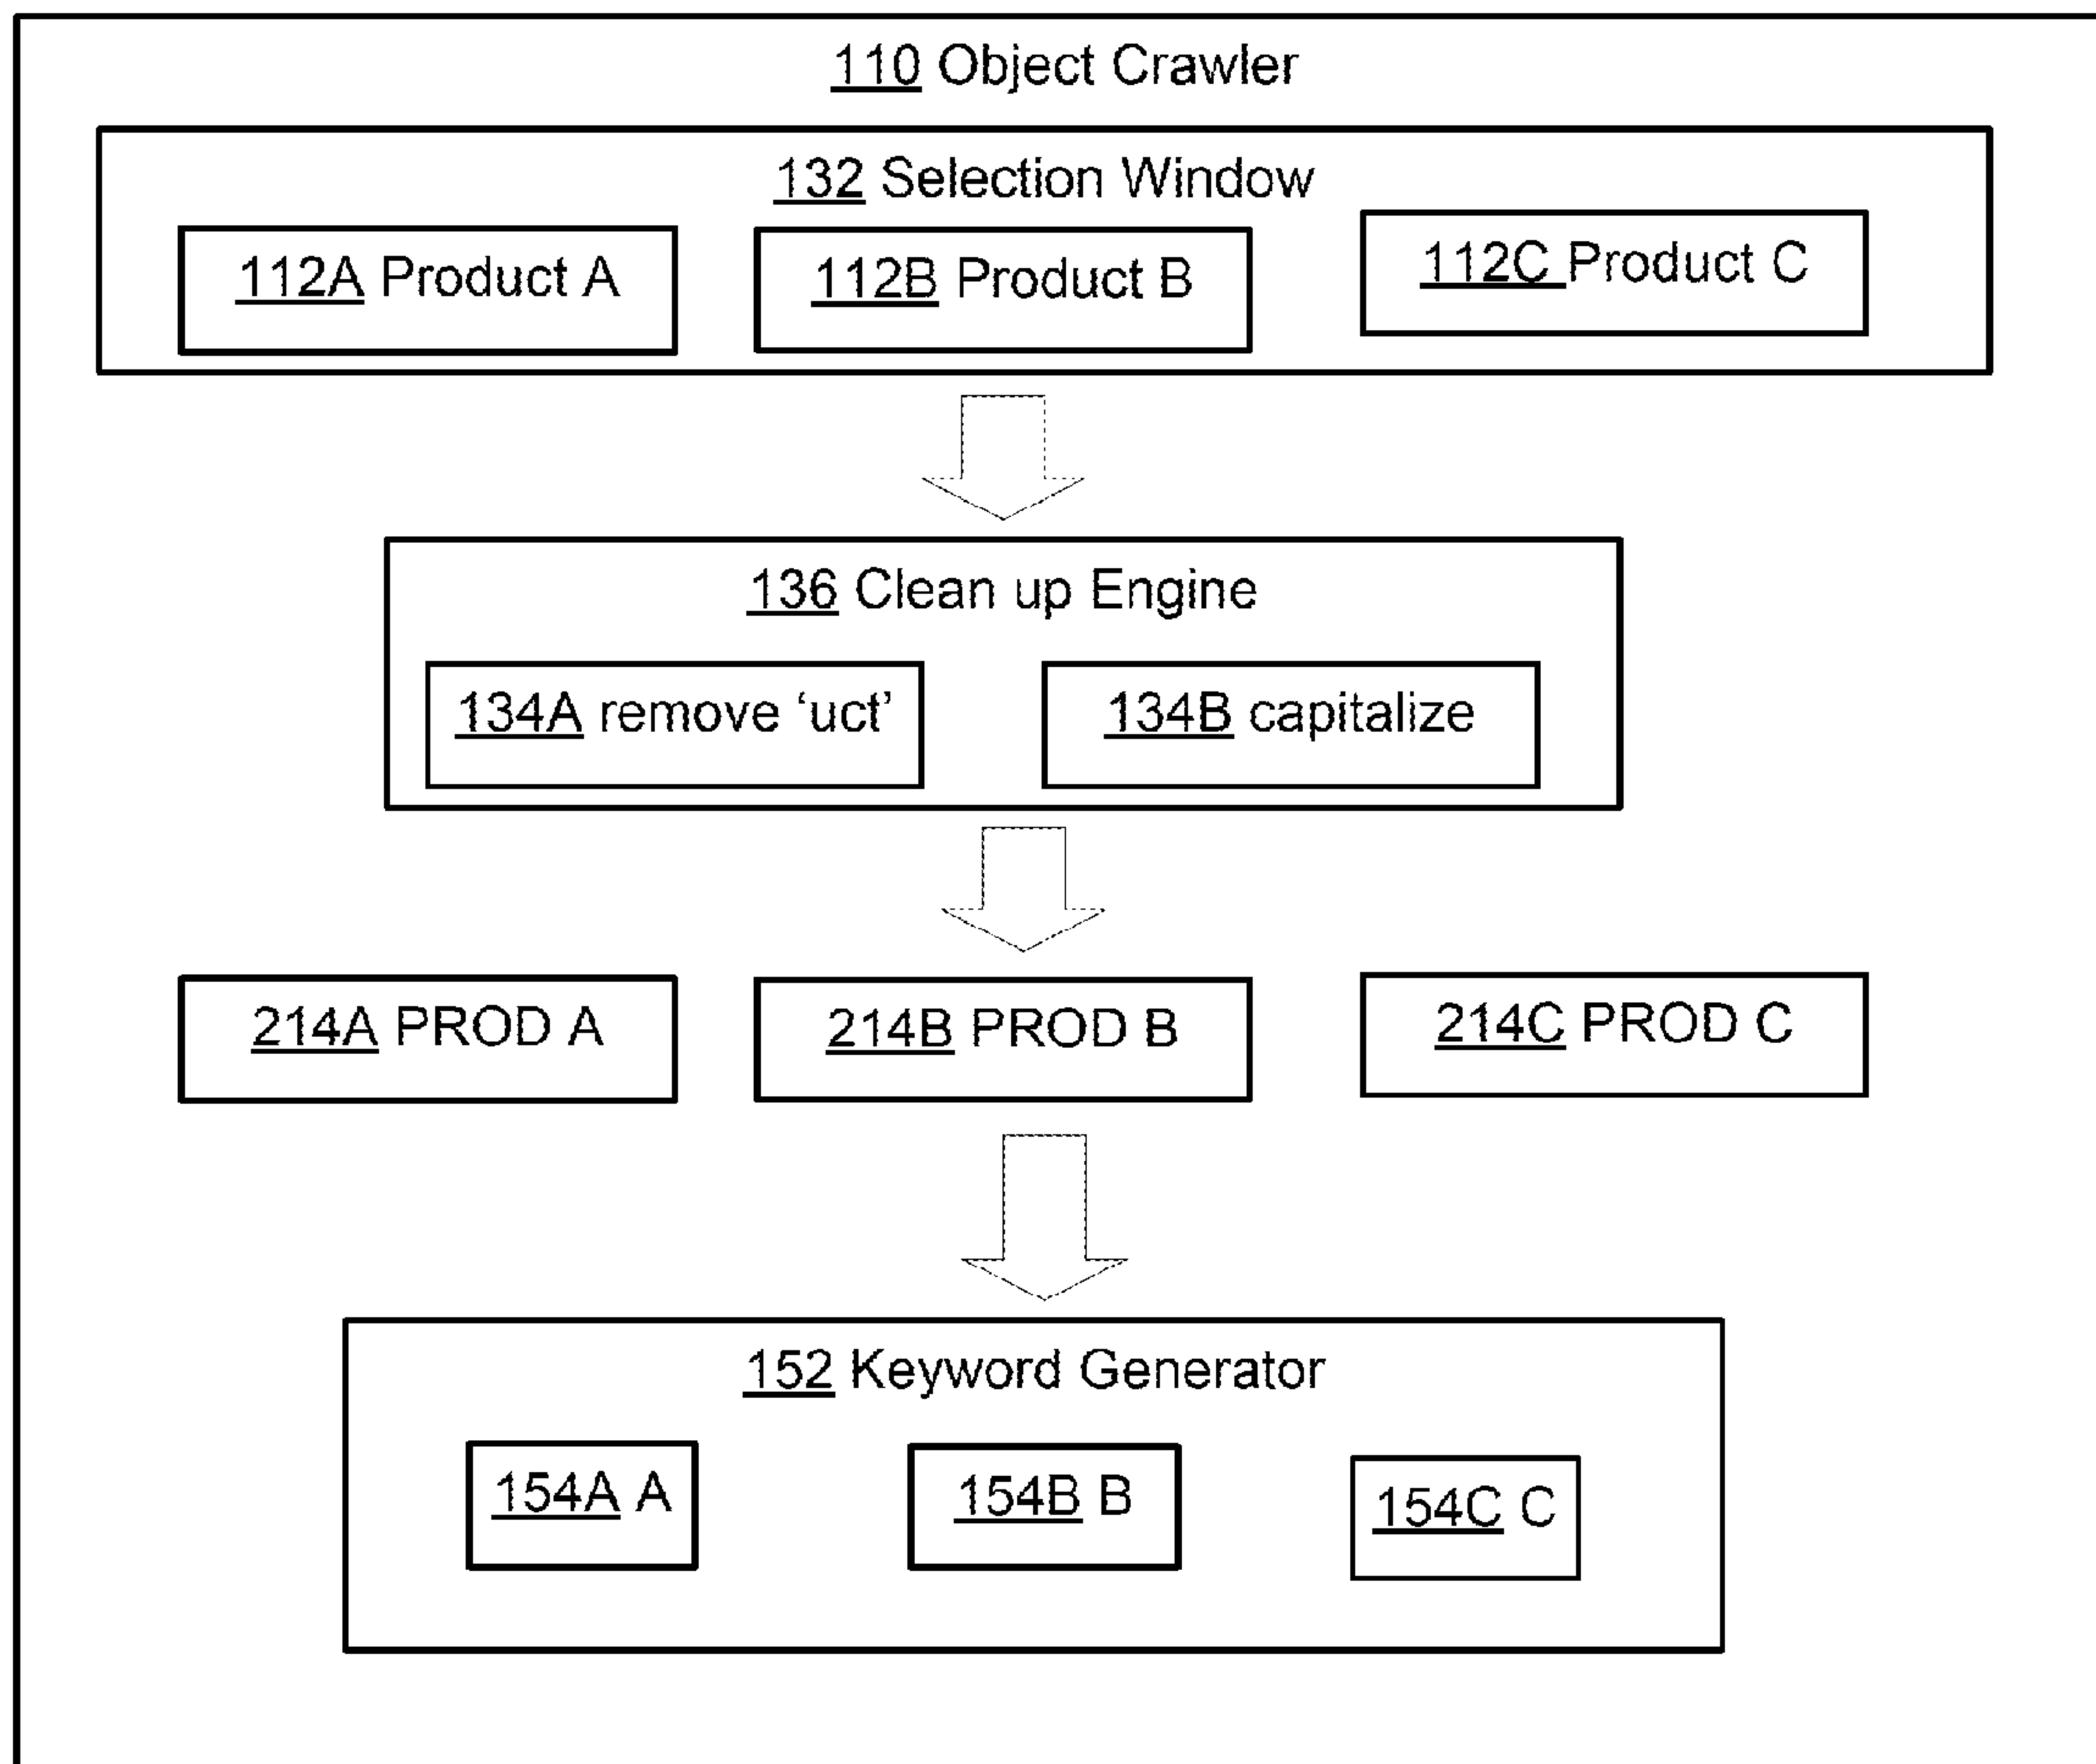 110 Object Crawler
132 Selection Window
112A Product A
112B Product B
112C Product C
136 Clean up Engine
134A remove ‘uct’
134B capitalize
214A PROD A
214B PROD B
214C PROD C
152 Keyword Generator
154A A
154B B
154C C